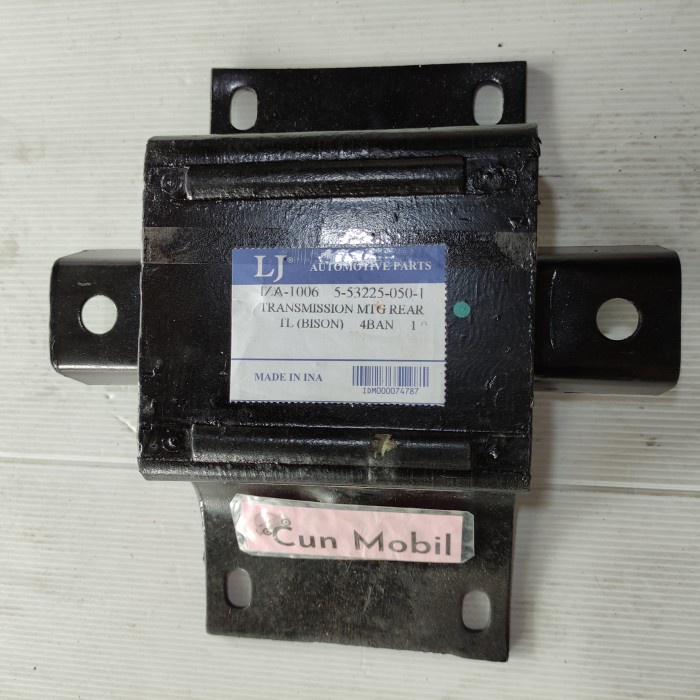 LJ®
AUTOMOTIVE PARTS
IZA-1006 5-53225-050-1
TRANSMISSION MTG REAR
TL (BISON) 4BAN 1
MADE IN INA
IDM000074787
Cun Mobil